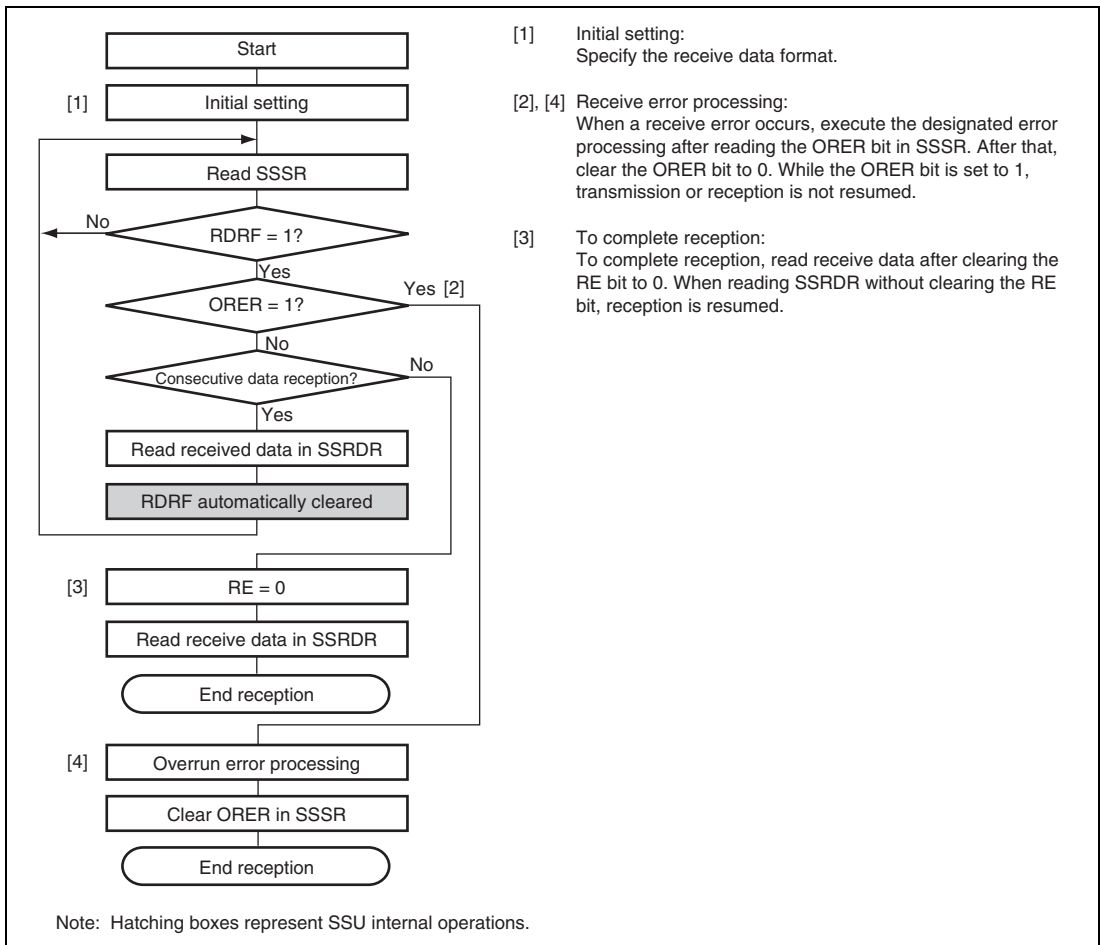 Start
[1]
Initial setting
Read SSSR
No
RDRF = 1?
Yes
ORER = 1?
Yes [2]
No
Consecutive data reception?
No
Yes
Read received data in SSRDR
RDRF automatically cleared
[3]
RE = 0
Read receive data in SSRDR
End reception
[4]
Overrun error processing
Clear ORER in SSSR
End reception
[1] Initial setting:
Specify the receive data format.
[2], [4] Receive error processing:
When a receive error occurs, execute the designated error
processing after reading the ORER bit in SSSR. After that,
clear the ORER bit to 0. While the ORER bit is set to 1,
transmission or reception is not resumed.
[3] To complete reception:
To complete reception, read receive data after clearing the
RE bit to 0. When reading SSRDR without clearing the RE
bit, reception is resumed.
Note: Hatching boxes represent SSU internal operations.